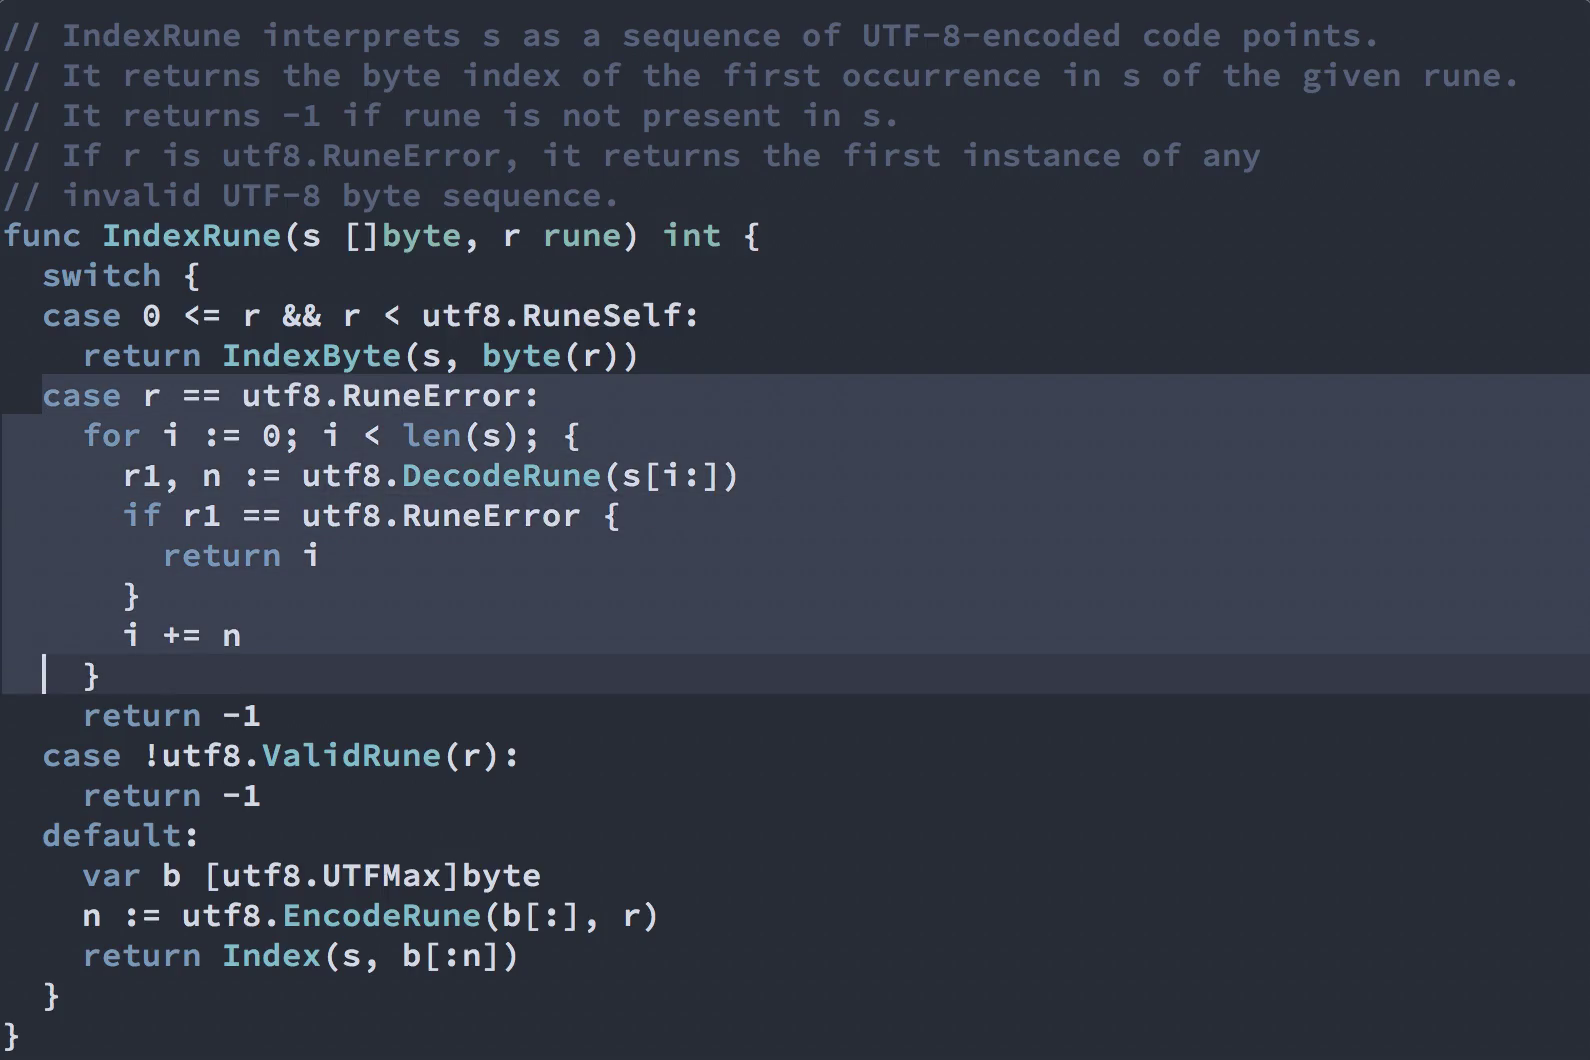 // IndexRune interprets s as a sequence of UTF-8-encoded code points.
// It returns the byte index of the first occurrence in s of the given rune.
// It returns -1 if rune is not present in s.
// If r is utf8.RuneError, it returns the first instance of any
// invalid UTF-8 byte sequence.
func IndexRune(s []byte, r rune) int {
  switch {
  case 0 <= r && r < utf8.RuneSelf:
    return IndexByte(s, byte(r))
  case r == utf8.RuneError:
    for i := 0; i < len(s); {
      r1, n := utf8.DecodeRune(s[i:])
      if r1 == utf8.RuneError {
        return i
      }
      i += n
    }
    return -1
  case !utf8.ValidRune(r):
    return -1
  default:
    var b [utf8.UTFMax]byte
    n := utf8.EncodeRune(b[:], r)
    return Index(s, b[:n])
  }
}